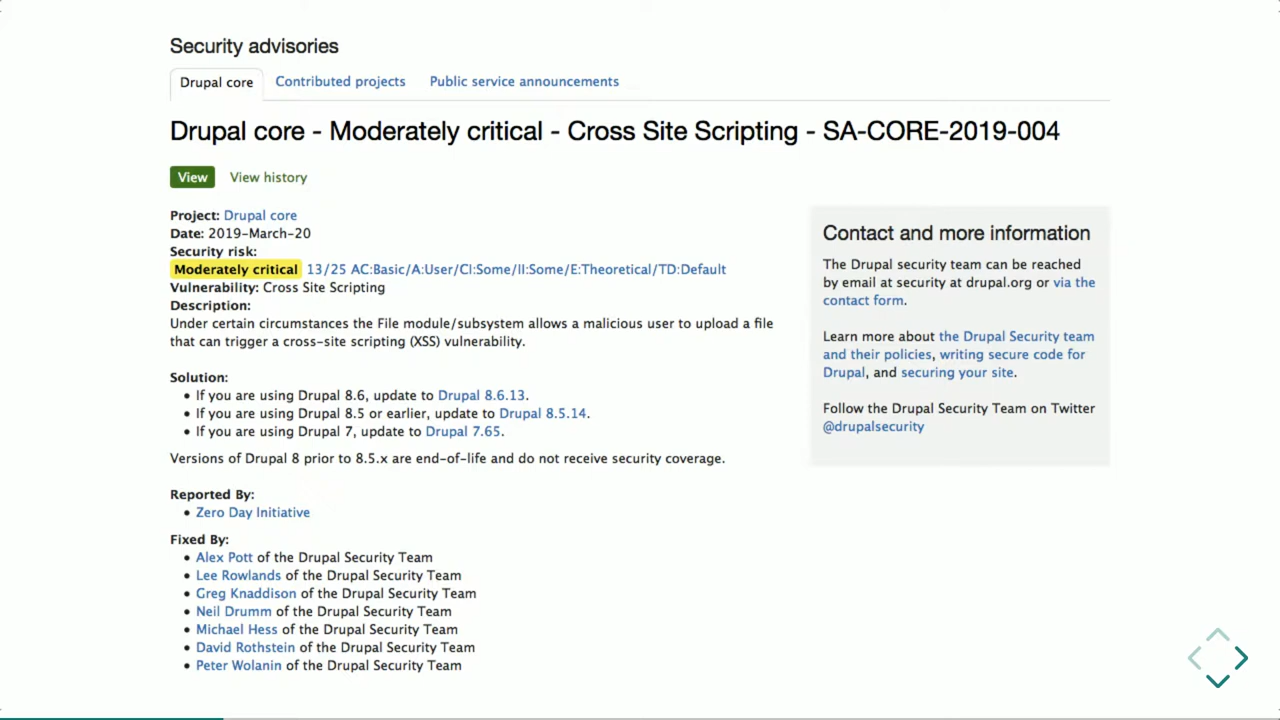 Security advisories
Drupal core
Contributed projects
Public service announcements
Drupal core - Moderately critical - Cross Site Scripting - SA-CORE-2019-004
View
View history
Project: Drupal core
Date: 2019-March-20
Security risk:
Moderately critical 13/25 AC:Basic/A:User/CI:Some/II:Some/E:Theoretical/TD:Default
Vulnerability: Cross Site Scripting
Description:
Under certain circumstances the File module/subsystem allows a malicious user to upload a file
that can trigger a cross-site scripting (XSS) vulnerability.
Solution:
• If you are using Drupal 8.6, update to Drupal 8.6.13.
• If you are using Drupal 8.5 or earlier, update to Drupal 8.5.14.
• If you are using Drupal 7, update to Drupal 7.65.
Versions of Drupal 8 prior to 8.5.x are end-of-life and do not receive security coverage.
Reported By:
• Zero Day Initiative
Fixed By:
• Alex Pott of the Drupal Security Team
• Lee Rowlands of the Drupal Security Team
• Greg Knaddison of the Drupal Security Team
• Neil Drumm of the Drupal Security Team
• Michael Hess of the Drupal Security Team
• David Rothstein of the Drupal Security Team
• Peter Wolanin of the Drupal Security Team
Contact and more information
The Drupal security team can be reached
by email at security at drupal.org or via the
contact form.
Learn more about the Drupal Security team
and their policies, writing secure code for
Drupal, and securing your site.
Follow the Drupal Security Team on Twitter
@drupalsecurity